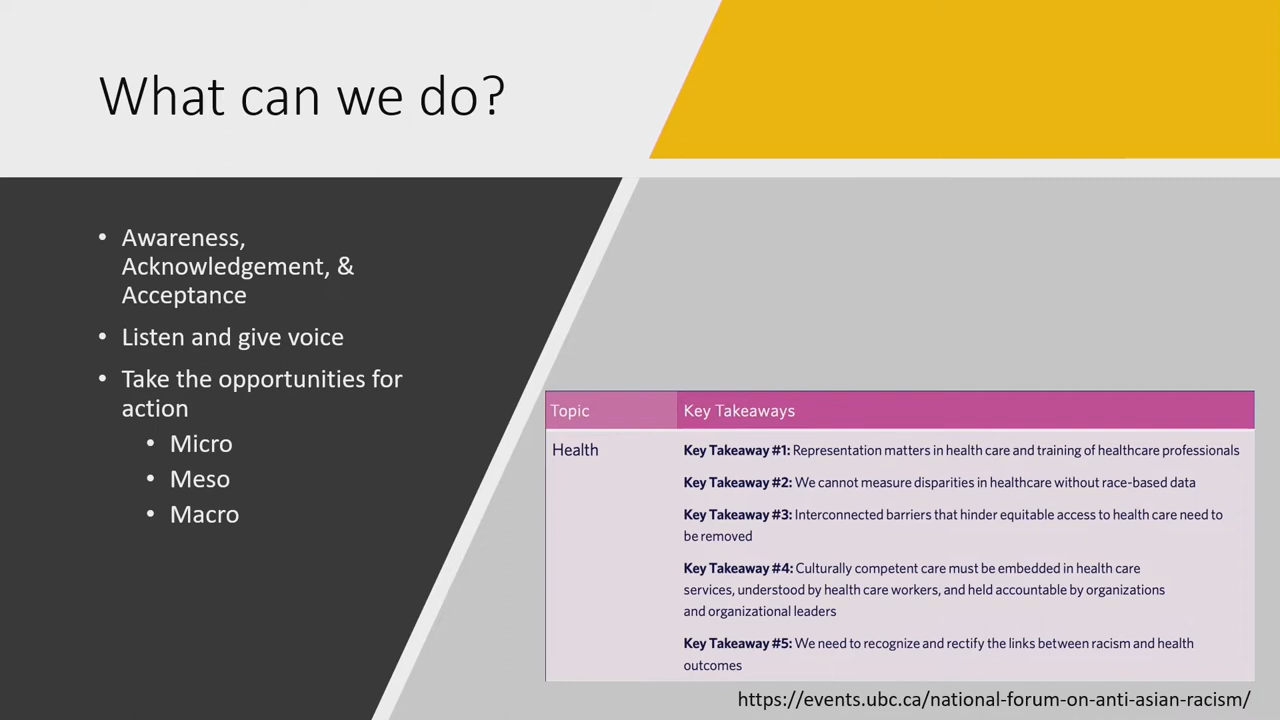 What can we do?
• Awareness,
Acknowledgement, &
Acceptance
• Listen and give voice
• Take the opportunities for
action
• Micro
• Meso
• Macro
Topic Key Takeaways
Health Key Takeaway #1: Representation matters in health care and training of healthcare professionals
Key Takeaway #2: We cannot measure disparities in healthcare without race-based data
Key Takeaway #3: Interconnected barriers that hinder equitable access to health care need to
be removed
Key Takeaway #4: Culturally competent care must be embedded in health care
services, understood by health care workers, and held accountable by organizations
and organizational leaders
Key Takeaway #5: We need to recognize and rectify the links between racism and health
outcomes
https://events.ubc.ca/national-forum-on-anti-asian-racism/